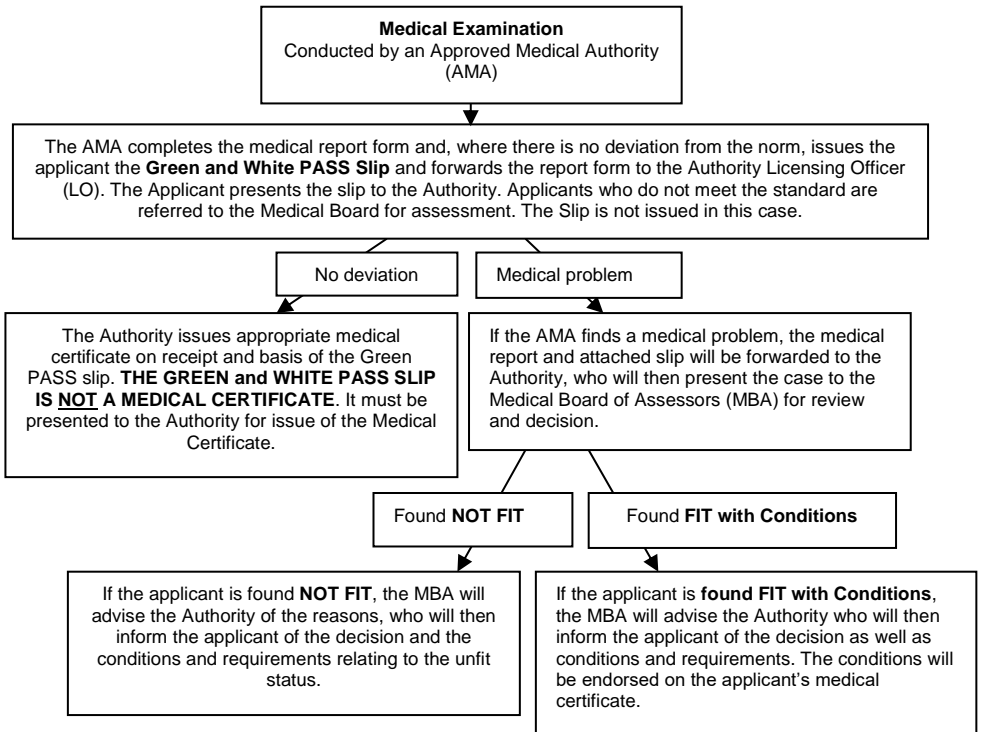 Medical Examination
Conducted by an Approved Medical Authority
(AMA)
The AMA completes the medical report form and, where there is no deviation from the norm, issues the
applicant the Green and White PASS Slip and forwards the report form to the Authority Licensing Officer
(LO). The Applicant presents the slip to the Authority. Applicants who do not meet the standard are
referred to the Medical Board for assessment. The Slip is not issued in this case.
No deviation
Medical problem
The Authority issues appropriate medical
certificate on receipt and basis of the Green
PASS slip. THE GREEN and WHITE PASS SLIP
IS NOT A MEDICAL CERTIFICATE. It must be
presented to the Authority for issue of the Medical
Certificate.
If the AMA finds a medical problem, the medical
report and attached slip will be forwarded to the
Authority, who will then present the case to the
Medical Board of Assessors (MBA) for review
and decision.
Found NOT FIT
Found FIT with Conditions
If the applicant is found NOT FIT, the MBA will
advise the Authority of the reasons, who will then
inform the applicant of the decision and the
conditions and requirements relating to the unfit
status.
If the applicant is found FIT with Conditions,
the MBA will advise the Authority who will then
inform the applicant of the decision as well as
conditions and requirements. The conditions will
be endorsed on the applicant's medical
certificate.